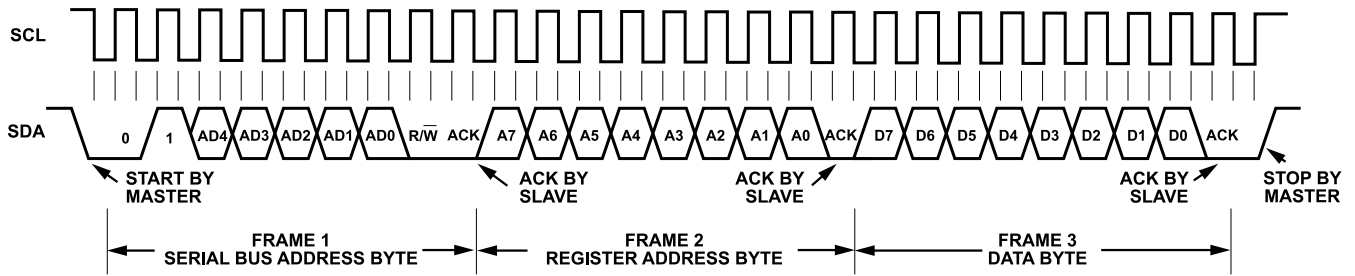 SCL
SDA
0 1 AD4 AD3 AD2 AD1 AD0 R/W̅ ACK A7 A6 A5 A4 A3 A2 A1 A0 ACK D7 D6 D5 D4 D3 D2 D1 D0 ACK
START BY
MASTER
ACK BY
SLAVE
ACK BY
SLAVE
ACK BY
SLAVE
STOP BY
MASTER
FRAME 1
SERIAL BUS ADDRESS BYTE
FRAME 2
REGISTER ADDRESS BYTE
FRAME 3
DATA BYTE